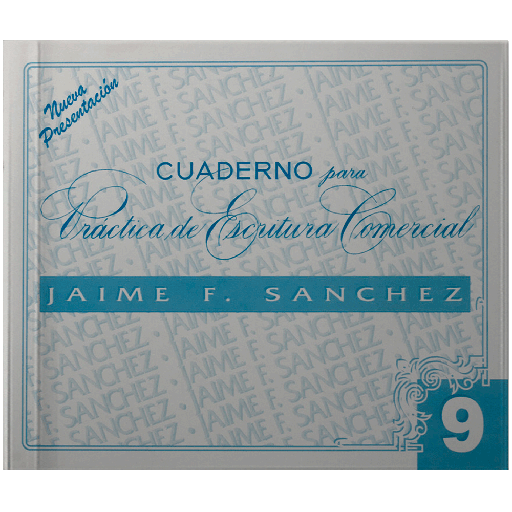 Nueva
Presentación
CUADERNO para
Práctica de Escritura Comercial
JAIME F. SANCHEZ
9